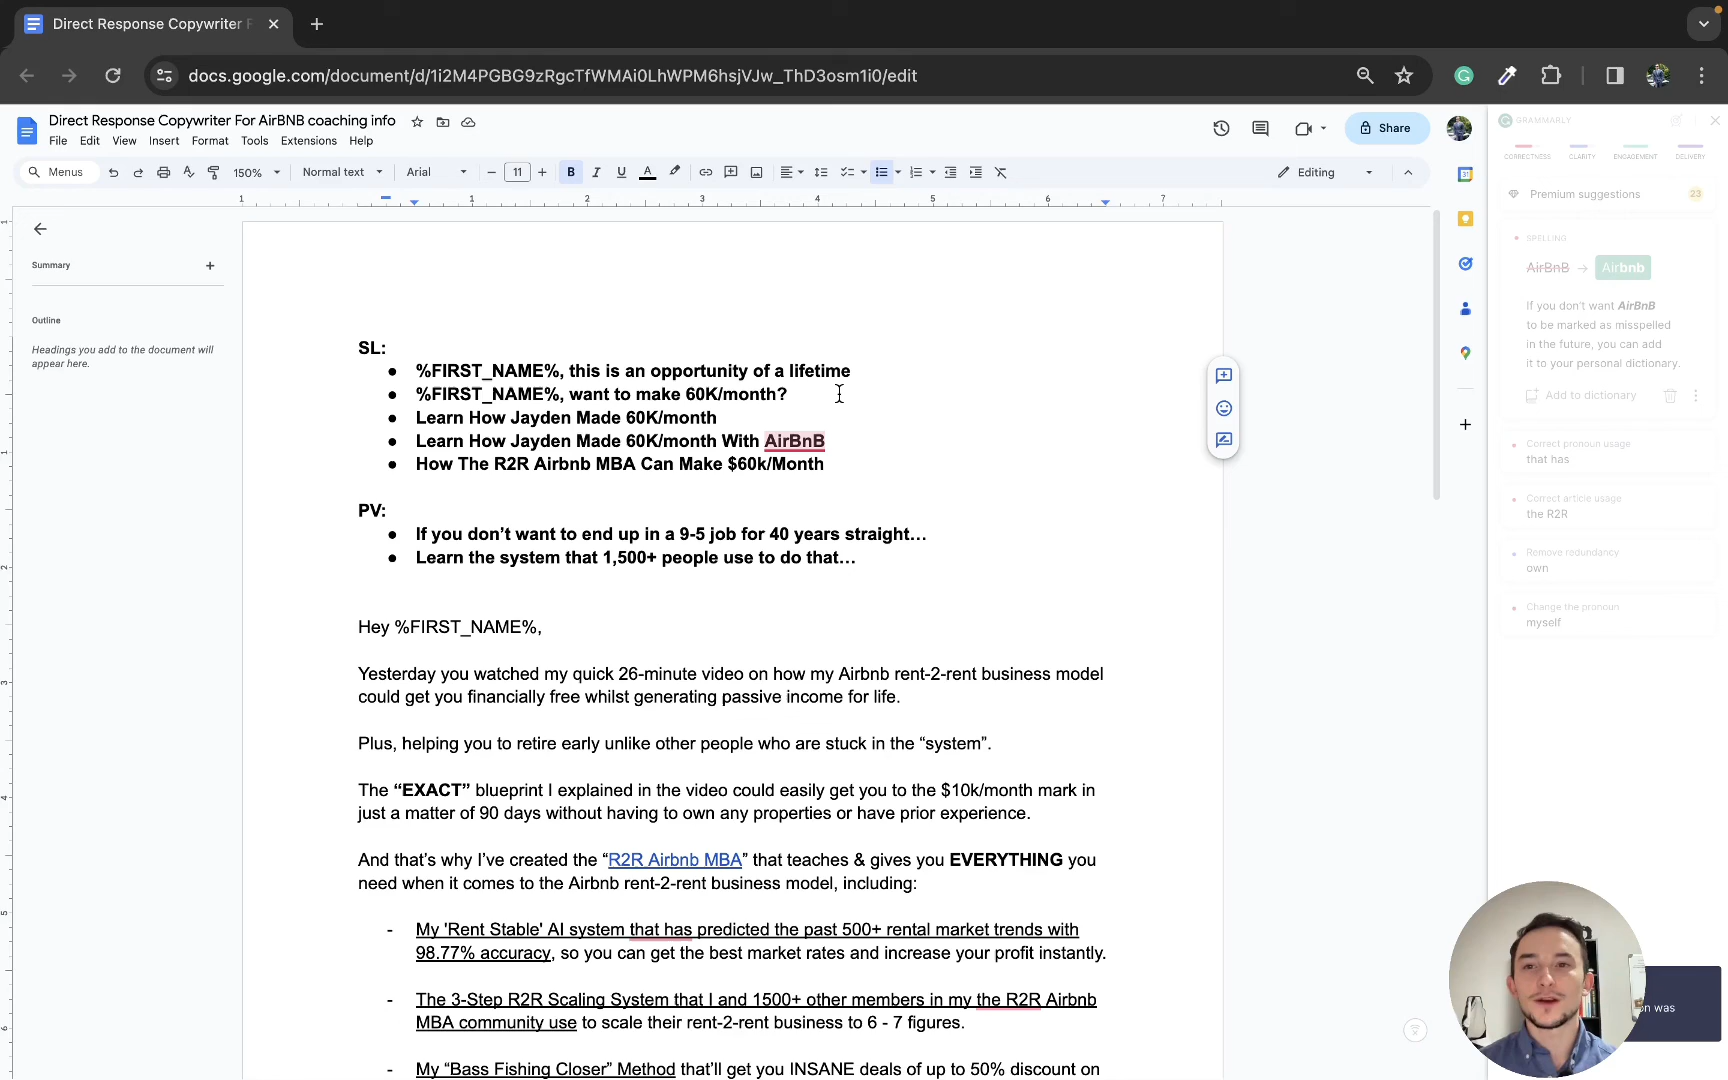 Direct Response Copywriter F
docs.google.com/document/d/1i2M4PGBG9zRgcTfWMAi0LhWPM6hsjVJw_ThD3osm1i0/edit
Direct Response Copywriter For AirBNB coaching info
File Edit View Insert Format Tools Extensions Help
Share
Menus
150%
Normal text
Arial
11
Editing
1 1 2 3 4 5 6 7
Summary
Outline
Headings you add to the document will
appear here.
SL:
● %FIRST_NAME%, this is an opportunity of a lifetime
● %FIRST_NAME%, want to make 60K/month?
● Learn How Jayden Made 60K/month
● Learn How Jayden Made 60K/month With AirBnB
● How The R2R Airbnb MBA Can Make $60k/Month
PV:
● If you don’t want to end up in a 9-5 job for 40 years straight…
● Learn the system that 1,500+ people use to do that…
Hey %FIRST_NAME%,
Yesterday you watched my quick 26-minute video on how my Airbnb rent-2-rent business model
could get you financially free whilst generating passive income for life.
Plus, helping you to retire early unlike other people who are stuck in the “system”.
The “EXACT” blueprint I explained in the video could easily get you to the $10k/month mark in
just a matter of 90 days without having to own any properties or have prior experience.
And that’s why I’ve created the “R2R Airbnb MBA” that teaches & gives you EVERYTHING you
need when it comes to the Airbnb rent-2-rent business model, including:
- My 'Rent Stable' AI system that has predicted the past 500+ rental market trends with
98.77% accuracy, so you can get the best market rates and increase your profit instantly.
- The 3-Step R2R Scaling System that I and 1500+ other members in my the R2R Airbnb
MBA community use to scale their rent-2-rent business to 6 - 7 figures.
- My “Bass Fishing Closer” Method that’ll get you INSANE deals of up to 50% discount on
GRAMMARLY
CORRECTNESS CLARITY ENGAGEMENT DELIVERY
Premium suggestions 23
SPELLING
AirBnB → Airbnb
If you don't want AirBnB
to be marked as misspelled
in the future, you can add
it to your personal dictionary.
Add to dictionary
Correct pronoun usage
that has
Correct article usage
the R2R
Remove redundancy
own
Change the pronoun
myself
on was